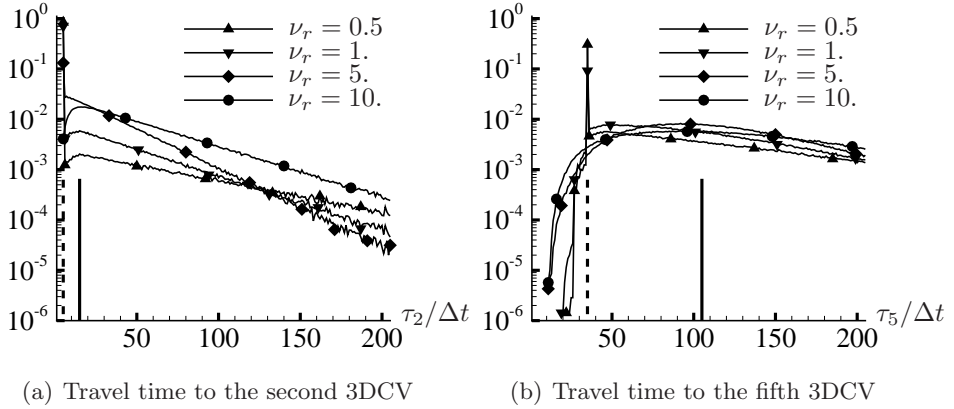 10^0
10^-1
10^-2
10^-3
10^-4
10^-5
10^-6
50 100 150 200
τ_2/Δt
ν_r = 0.5
ν_r = 1.
ν_r = 5.
ν_r = 10.
(a) Travel time to the second 3DCV
10^0
10^-1
10^-2
10^-3
10^-4
10^-5
10^-6
50 100 150 200
τ_5/Δt
ν_r = 0.5
ν_r = 1.
ν_r = 5.
ν_r = 10.
(b) Travel time to the fifth 3DCV